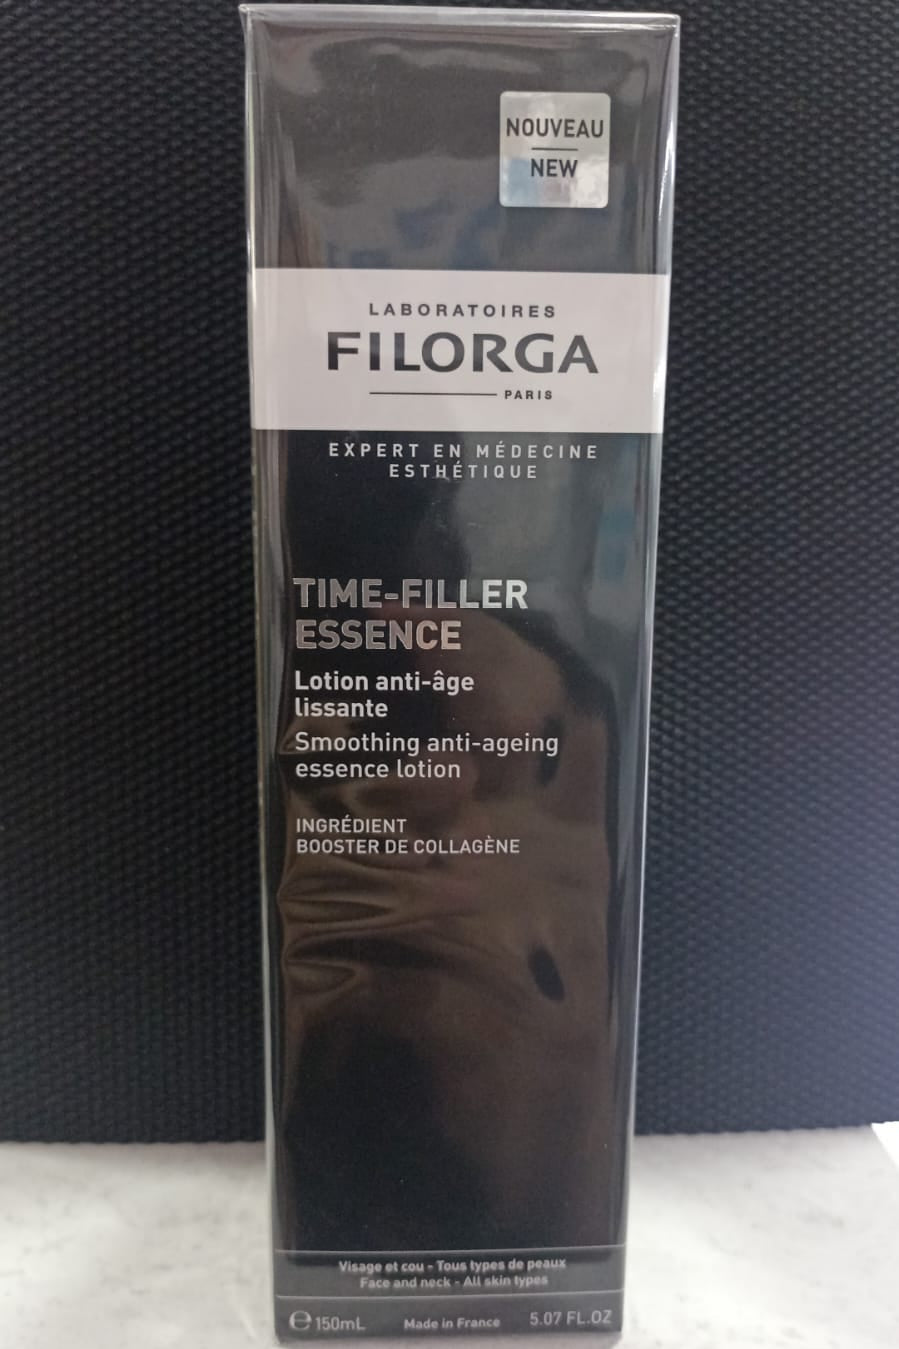 NOUVEAU
NEW
LABORATOIRES
FILORGA
PARIS
EXPERT EN MÉDECINE
ESTHÉTIQUE
TIME-FILLER
ESSENCE
Lotion anti-âge
lissante
Smoothing anti-ageing
essence lotion
INGRÉDIENT
BOOSTER DE COLLAGÈNE
Visage et cou - Tous types de peaux
Face and neck - All skin types
℮ 150mL Made in France 5.07 FL.OZ